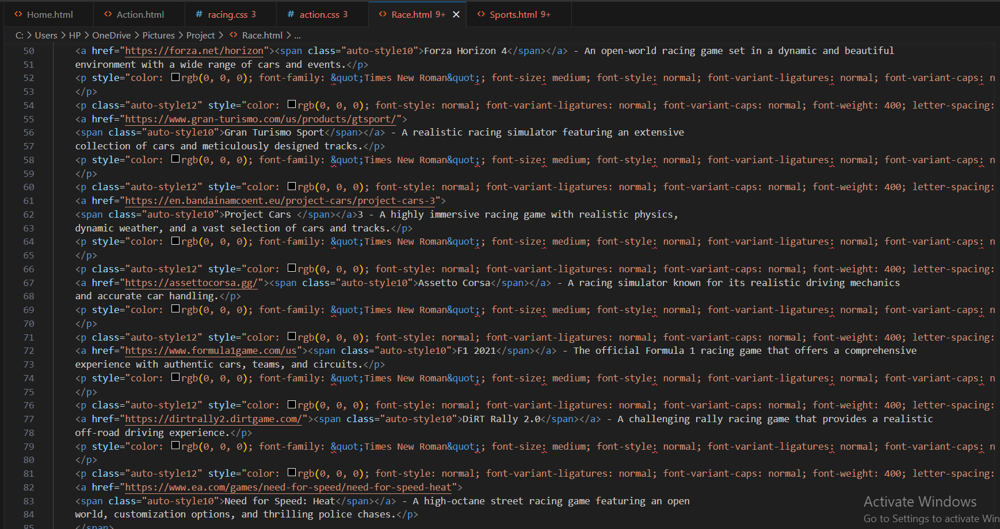 Home.html Action.html # racing.css 3 # action.css 3 Race.html 9+ Sports.html 9+
C: > Users > HP > OneDrive > Pictures > Project > Race.html > ...
50 <a href="https://forza.net/horizon"><span class="auto-style10">Forza Horizon 4</span></a> - An open-world racing game set in a dynamic and beautiful
51 environment with a wide range of cars and events.</p>
52 <p style="color: rgb(0, 0, 0); font-family: &quot;Times New Roman&quot;; font-size: medium; font-style: normal; font-variant-ligatures: normal; font-variant-caps: n
53 </p>
54 <p class="auto-style12" style="color: rgb(0, 0, 0); font-style: normal; font-variant-ligatures: normal; font-variant-caps: normal; font-weight: 400; letter-spacing:
55 <a href="https://www.gran-turismo.com/us/products/gtsport/">
56 <span class="auto-style10">Gran Turismo Sport</span></a> - A realistic racing simulator featuring an extensive
57 collection of cars and meticulously designed tracks.</p>
58 <p style="color: rgb(0, 0, 0); font-family: &quot;Times New Roman&quot;; font-size: medium; font-style: normal; font-variant-ligatures: normal; font-variant-caps: n
59 </p>
60 <p class="auto-style12" style="color: rgb(0, 0, 0); font-style: normal; font-variant-ligatures: normal; font-variant-caps: normal; font-weight: 400; letter-spacing:
61 <a href="https://en.bandainamcoent.eu/project-cars/project-cars-3">
62 <span class="auto-style10">Project Cars </span></a>3 - A highly immersive racing game with realistic physics,
63 dynamic weather, and a vast selection of cars and tracks.</p>
64 <p style="color: rgb(0, 0, 0); font-family: &quot;Times New Roman&quot;; font-size: medium; font-style: normal; font-variant-ligatures: normal; font-variant-caps: n
65 </p>
66 <p class="auto-style12" style="color: rgb(0, 0, 0); font-style: normal; font-variant-ligatures: normal; font-variant-caps: normal; font-weight: 400; letter-spacing:
67 <a href="https://assettocorsa.gg/"><span class="auto-style10">Assetto Corsa</span></a> - A racing simulator known for its realistic driving mechanics
68 and accurate car handling.</p>
69 <p style="color: rgb(0, 0, 0); font-family: &quot;Times New Roman&quot;; font-size: medium; font-style: normal; font-variant-ligatures: normal; font-variant-caps: n
70 </p>
71 <p class="auto-style12" style="color: rgb(0, 0, 0); font-style: normal; font-variant-ligatures: normal; font-variant-caps: normal; font-weight: 400; letter-spacing:
72 <a href="https://www.formula1game.com/us"><span class="auto-style10">F1 2021</span></a> - The official Formula 1 racing game that offers a comprehensive
73 experience with authentic cars, teams, and circuits.</p>
74 <p style="color: rgb(0, 0, 0); font-family: &quot;Times New Roman&quot;; font-size: medium; font-style: normal; font-variant-ligatures: normal; font-variant-caps: n
75 </p>
76 <p class="auto-style12" style="color: rgb(0, 0, 0); font-style: normal; font-variant-ligatures: normal; font-variant-caps: normal; font-weight: 400; letter-spacing:
77 <a href="https://dirtrally2.dirtgame.com/"><span class="auto-style10">DiRT Rally 2.0</span></a> - A challenging rally racing game that provides a realistic
78 off-road driving experience.</p>
79 <p style="color: rgb(0, 0, 0); font-family: &quot;Times New Roman&quot;; font-size: medium; font-style: normal; font-variant-ligatures: normal; font-variant-caps: n
80 </p>
81 <p class="auto-style12" style="color: rgb(0, 0, 0); font-style: normal; font-variant-ligatures: normal; font-variant-caps: normal; font-weight: 400; letter-spacing:
82 <a href="https://www.ea.com/games/need-for-speed/need-for-speed-heat">
83 <span class="auto-style10">Need for Speed: Heat</span></a> - A high-octane street racing game featuring an open
84 world, customization options, and thrilling police chases.</p>
85 </span>
Activate Windows
Go to Settings to activate Win